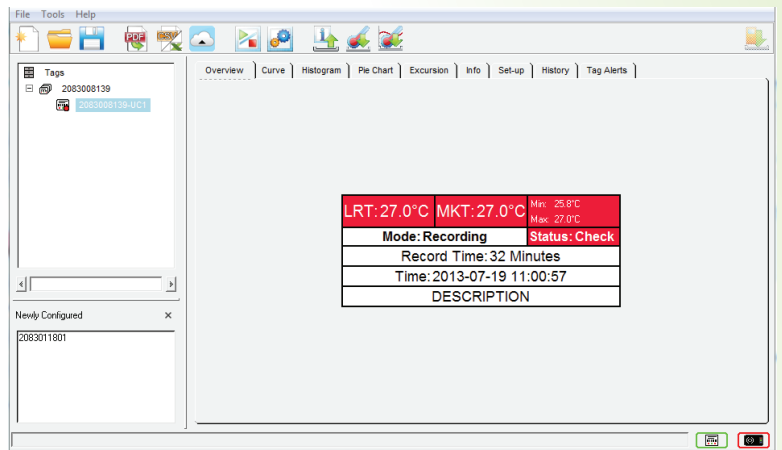 File Tools Help
PDF
Tags
2083008139
2083008139-UC1
Overview Curve Histogram Pie Chart Excursion Info Set-up History Tag Alerts
LRT: 27.0°C MKT: 27.0°C Min: 25.8°C
Max: 27.0°C
Mode: Recording Status: Check
Record Time: 32 Minutes
Time: 2013-07-19 11:00:57
DESCRIPTION
Newly Configured
2083011801